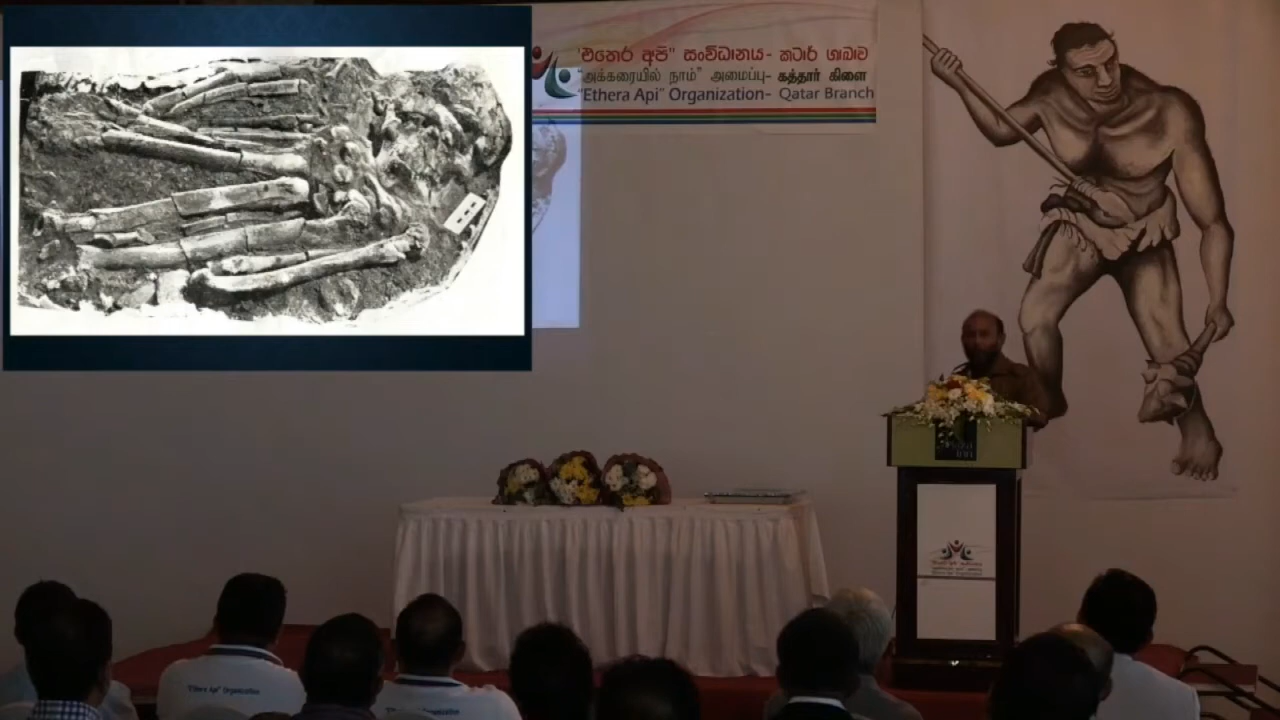 'එතෙර අපි" සංවිධානය- කටාර් ශාඛාව
"அக்கரையில் நாம்" அமைப்பு- கத்தார் கிளை
"Ethera Api" Organization- Qatar Branch
"Ethera Api" Organization